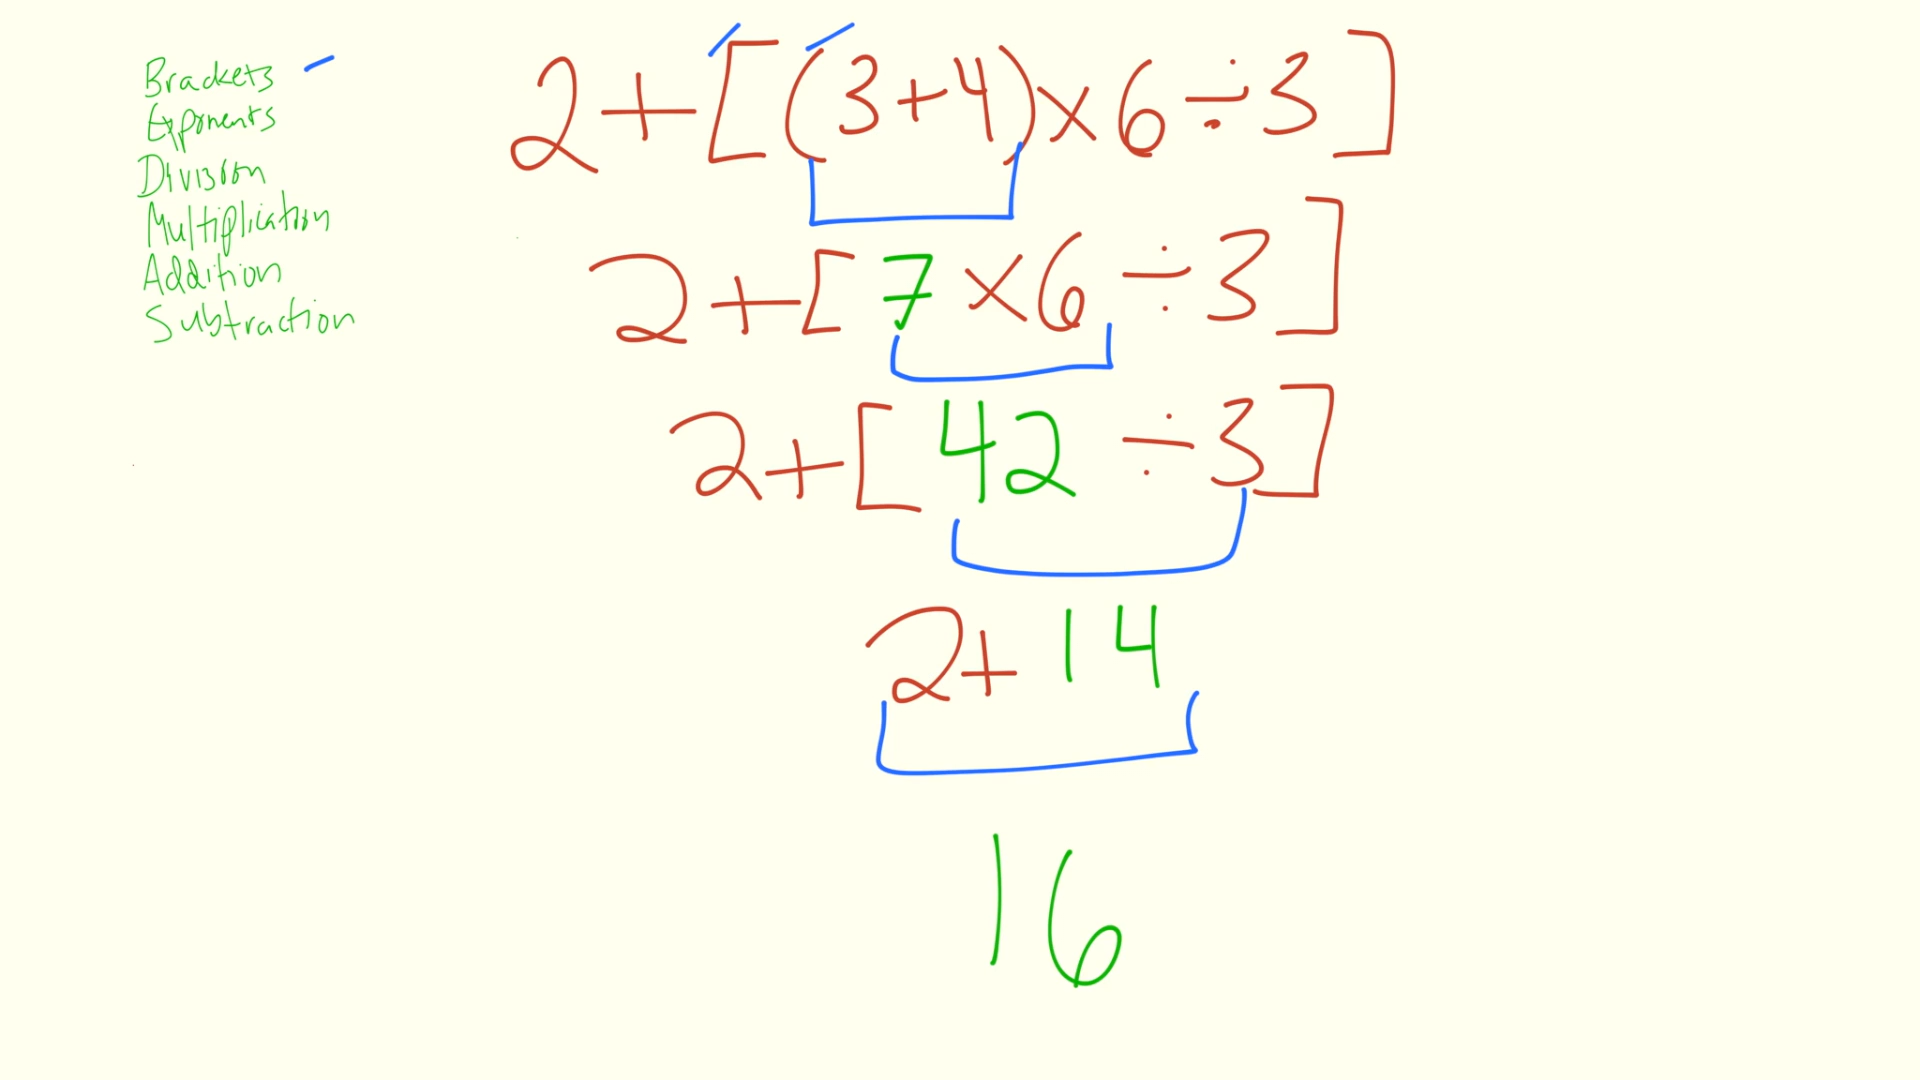 Brackets
Exponents
Division
Multiplication
Addition
Subtraction
2+[(3+4)×6÷3]
2+[7×6÷3]
2+[42÷3]
2+14
16